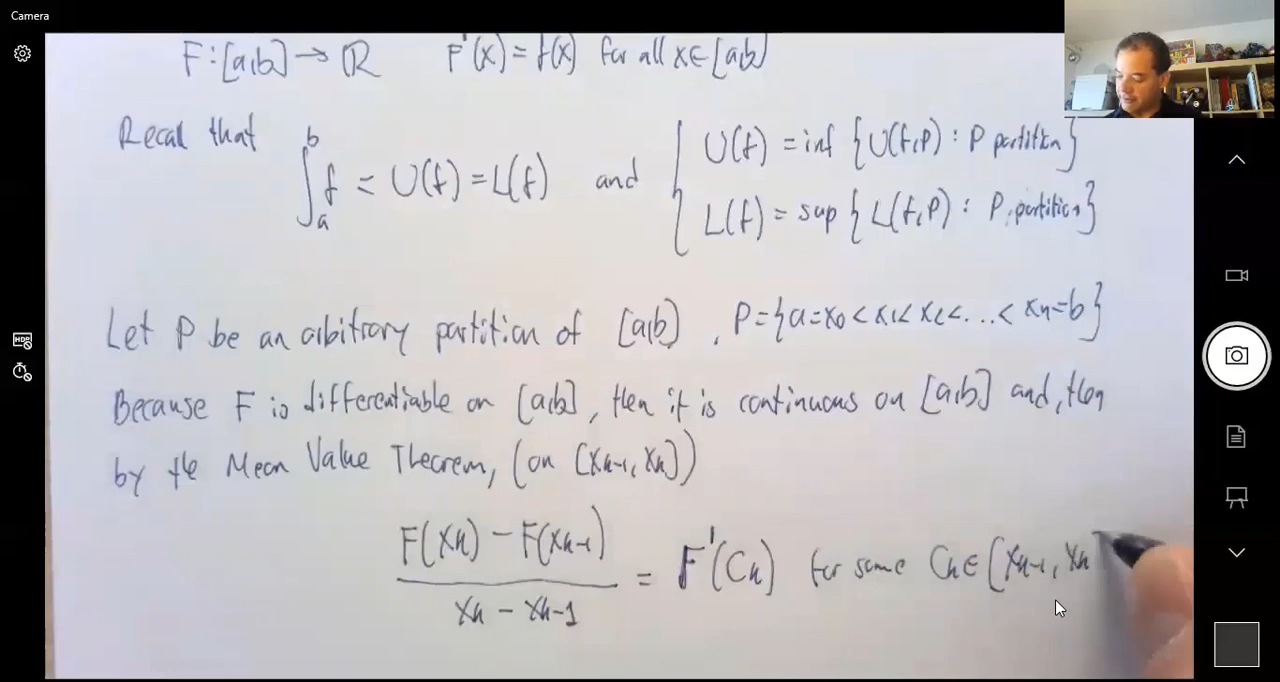 Camera
F:[a,b] → ℝ F'(x) = f(x) for all x ∈ [a,b]
Recal that ∫_a^b f = U(f) = L(f) and { U(f) = inf {U(f,P) : P partition}
L(f) = sup {L(f,P) : P partition}
Let P be an arbitrary partition of [a,b], P = {a = x₀ < x₁ < x₂ < ... < xₙ = b}
Because F is differentiable on [a,b], then it is continuous on [a,b] and, then
by the Mean Value Theorem, (on [xₖ₋₁, xₖ])
F(xₖ) − F(xₖ₋₁) / xₖ − xₖ₋₁ = F'(Cₖ) for some Cₖ ∈ (xₖ₋₁, xₖ
HDR